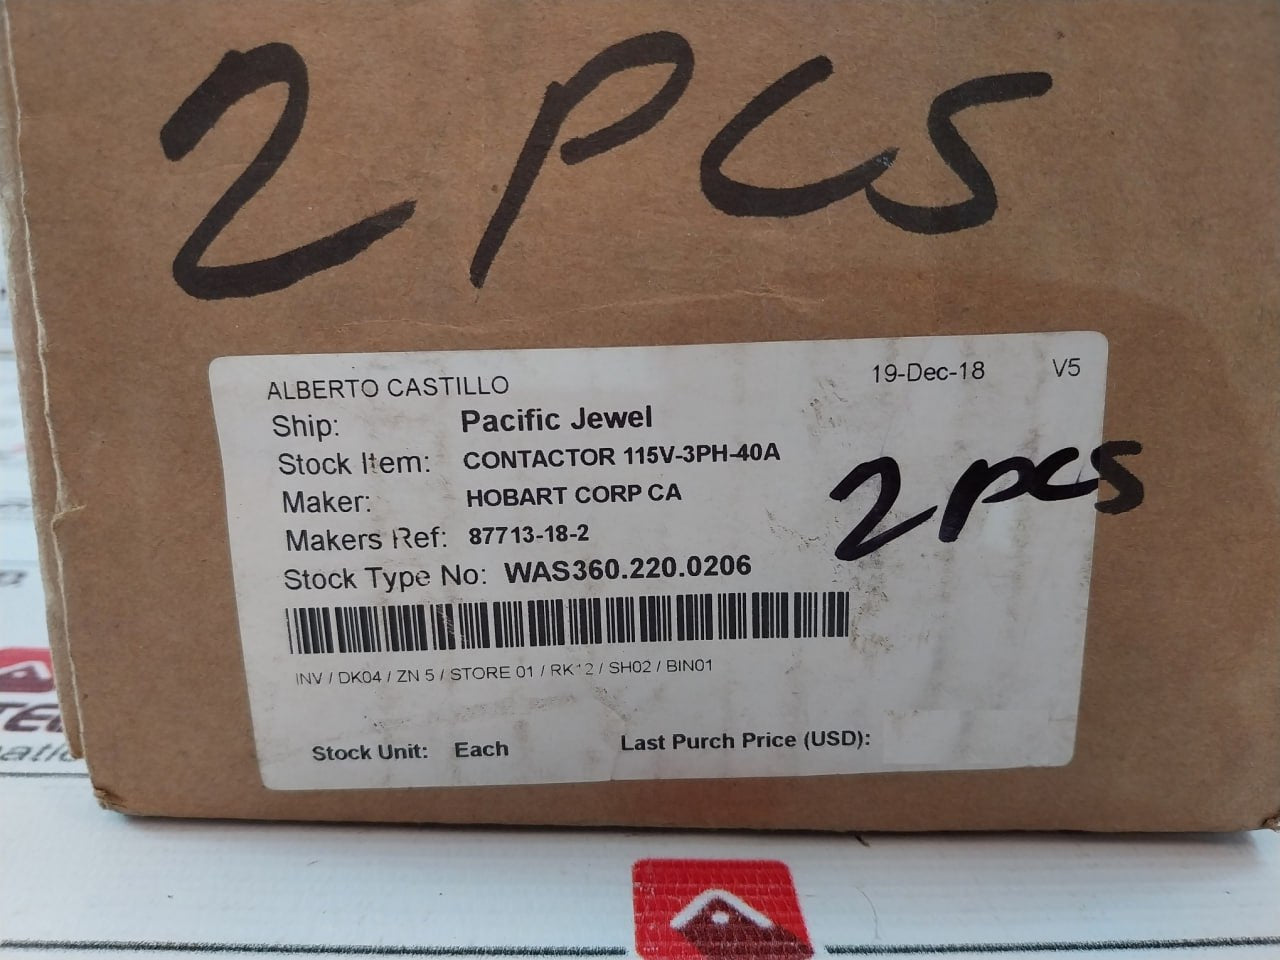 2 PCS
ALBERTO CASTILLO 19-Dec-18 V5
Ship: Pacific Jewel
Stock Item: CONTACTOR 115V-3PH-40A
Maker: HOBART CORP CA
2 pcs
Makers Ref: 87713-18-2
Stock Type No: WAS360.220.0206
INV / DK04 / ZN 5 / STORE 01 / RK12 / SH02 / BIN01
Stock Unit: Each Last Purch Price (USD):